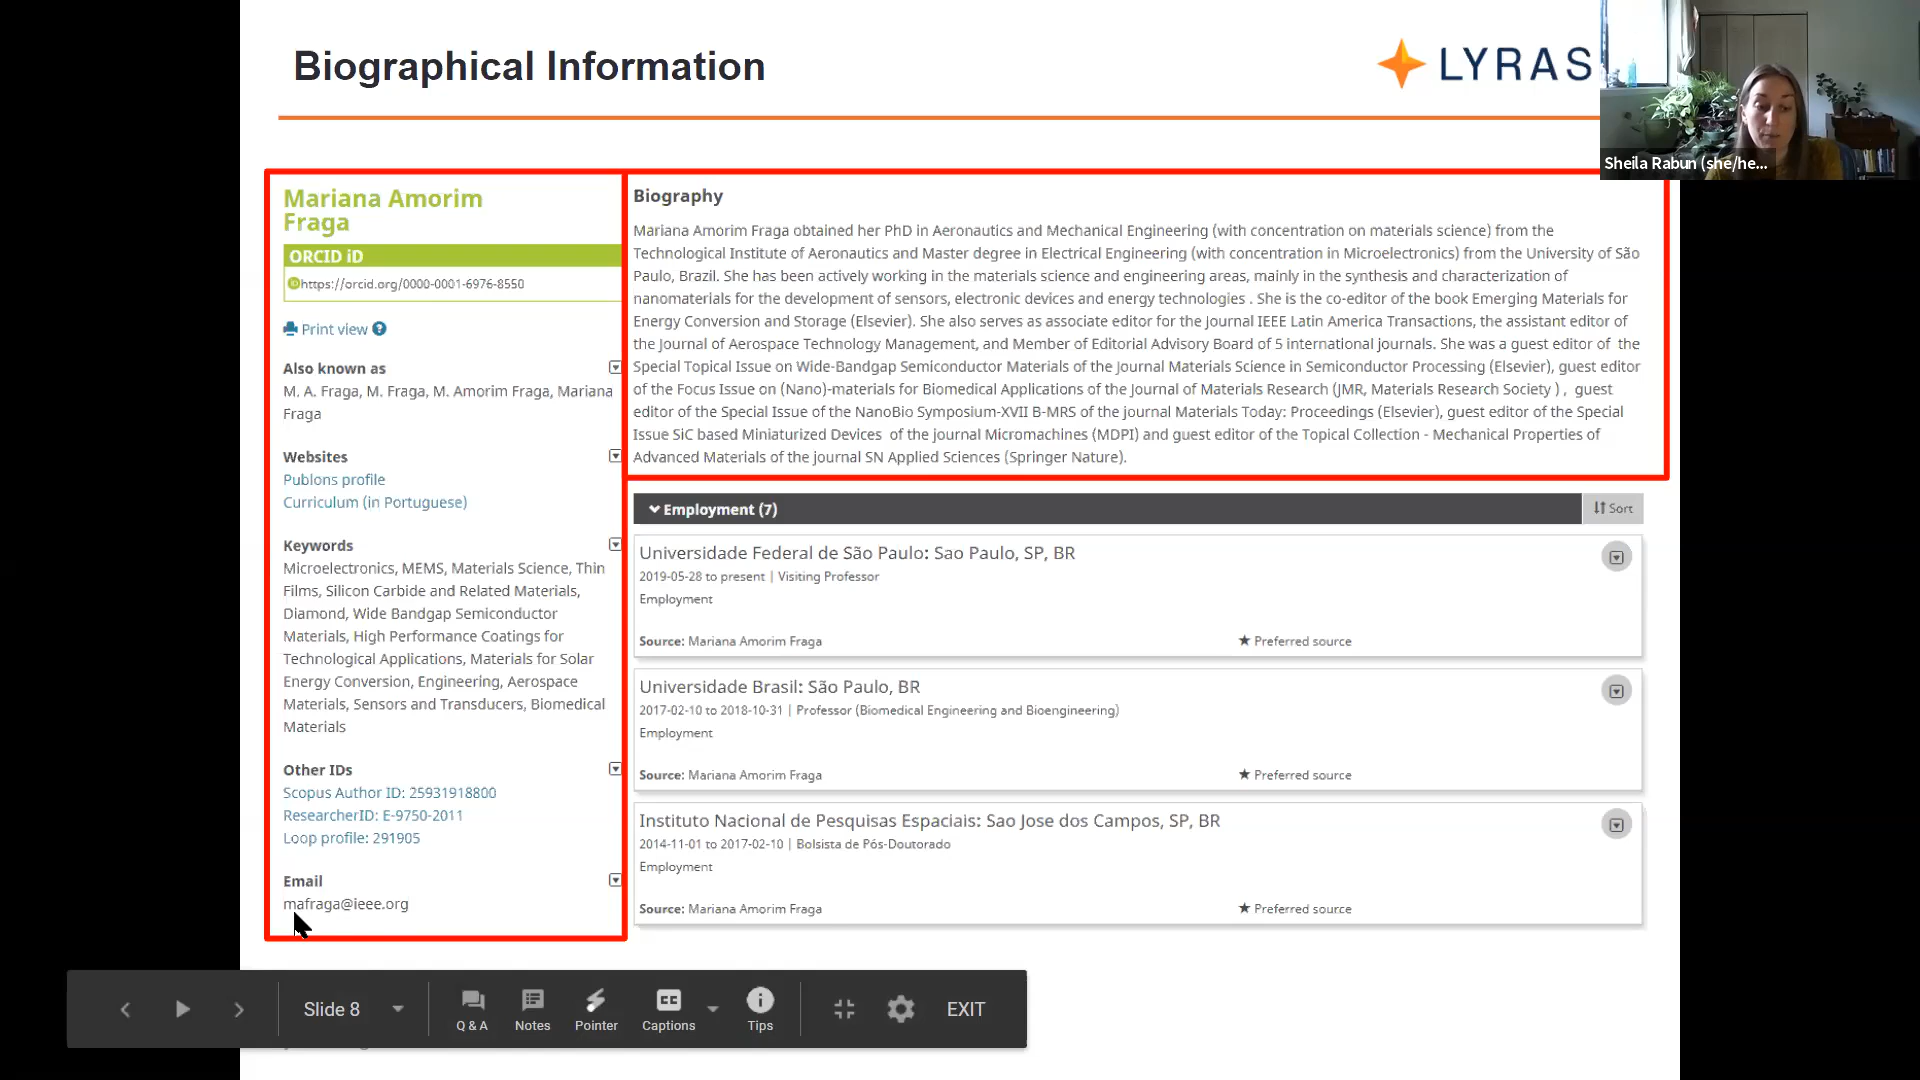 Biographical Information
LYRAS
Sheila Rabun (she/he...
Mariana Amorim
Fraga
ORCID iD
https://orcid.org/0000-0001-6976-8550
Print view
Also known as
M. A. Fraga, M. Fraga, M. Amorim Fraga, Mariana
Fraga
Websites
Publons profile
Curriculum (in Portuguese)
Keywords
Microelectronics, MEMS, Materials Science, Thin
Films, Silicon Carbide and Related Materials,
Diamond, Wide Bandgap Semiconductor
Materials, High Performance Coatings for
Technological Applications, Materials for Solar
Energy Conversion, Engineering, Aerospace
Materials, Sensors and Transducers, Biomedical
Materials
Other IDs
Scopus Author ID: 25931918800
ResearcherID: E-9750-2011
Loop profile: 291905
Email
mafraga@ieee.org
Biography
Mariana Amorim Fraga obtained her PhD in Aeronautics and Mechanical Engineering (with concentration on materials science) from the
Technological Institute of Aeronautics and Master degree in Electrical Engineering (with concentration in Microelectronics) from the University of São
Paulo, Brazil. She has been actively working in the materials science and engineering areas, mainly in the synthesis and characterization of
nanomaterials for the development of sensors, electronic devices and energy technologies . She is the co-editor of the book Emerging Materials for
Energy Conversion and Storage (Elsevier). She also serves as associate editor for the Journal IEEE Latin America Transactions, the assistant editor of
the Journal of Aerospace Technology Management, and Member of Editorial Advisory Board of 5 international journals. She was a guest editor of the
Special Topical Issue on Wide-Bandgap Semiconductor Materials of the Journal Materials Science in Semiconductor Processing (Elsevier), guest editor
of the Focus Issue on (Nano)-materials for Biomedical Applications of the Journal of Materials Research (JMR, Materials Research Society ) , guest
editor of the Special Issue of the NanoBio Symposium-XVII B-MRS of the journal Materials Today: Proceedings (Elsevier), guest editor of the Special
Issue SiC based Miniaturized Devices of the journal Micromachines (MDPI) and guest editor of the Topical Collection - Mechanical Properties of
Advanced Materials of the journal SN Applied Sciences (Springer Nature).
Employment (7)
Sort
Universidade Federal de São Paulo: Sao Paulo, SP, BR
2019-05-28 to present | Visiting Professor
Employment
Source: Mariana Amorim Fraga
Preferred source
Universidade Brasil: São Paulo, BR
2017-02-10 to 2018-10-31 | Professor (Biomedical Engineering and Bioengineering)
Employment
Source: Mariana Amorim Fraga
Preferred source
Instituto Nacional de Pesquisas Espaciais: Sao Jose dos Campos, SP, BR
2014-11-01 to 2017-02-10 | Bolsista de Pós-Doutorado
Employment
Source: Mariana Amorim Fraga
Preferred source
Slide 8
Q & A
Notes
Pointer
Captions
Tips
EXIT